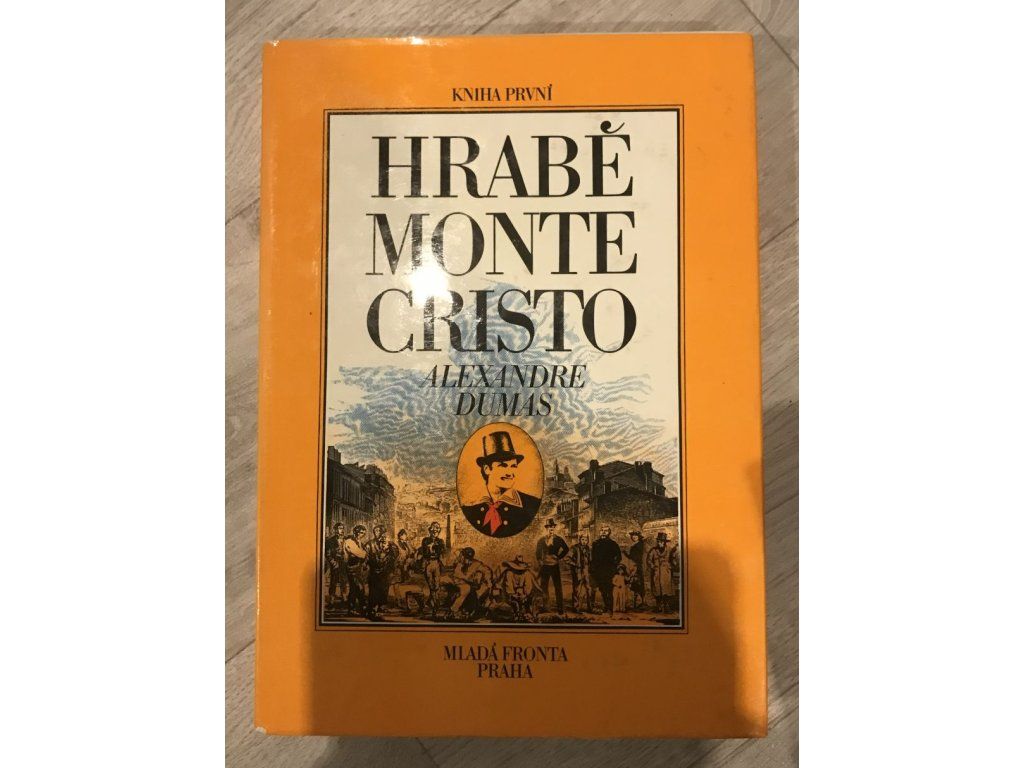 KNIHA PRVNÍ
HRABĚ
MONTE
CRISTO
ALEXANDRE
DUMAS
MLADÁ FRONTA
PRAHA